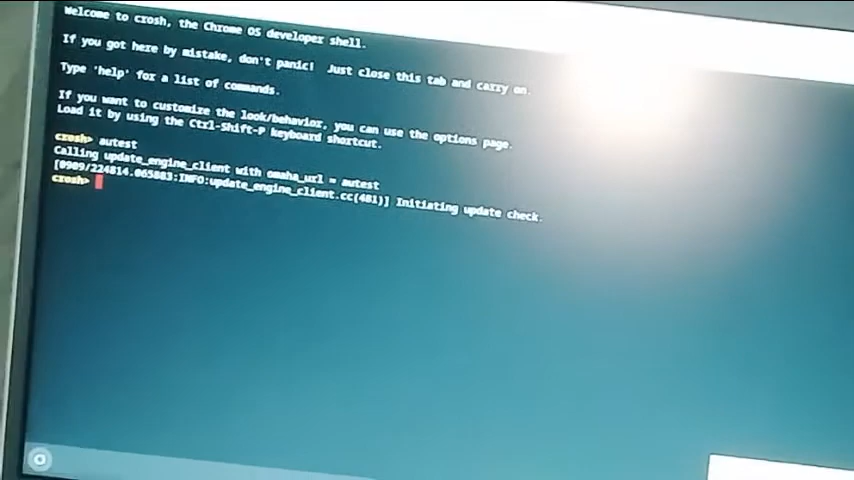 Welcome to crosh, the Chrome OS developer shell.
If you got here by mistake, don't panic!  Just close this tab and carry on.
Type 'help' for a list of commands.
If you want to customize the look/behavior, you can use the options page.
Load it by using the Ctrl-Shift-P keyboard shortcut.
crosh> autest
Calling update_engine_client with omaha_url = autest
[0909/224814.065883:INFO:update_engine_client.cc(481)] Initiating update check.
crosh>